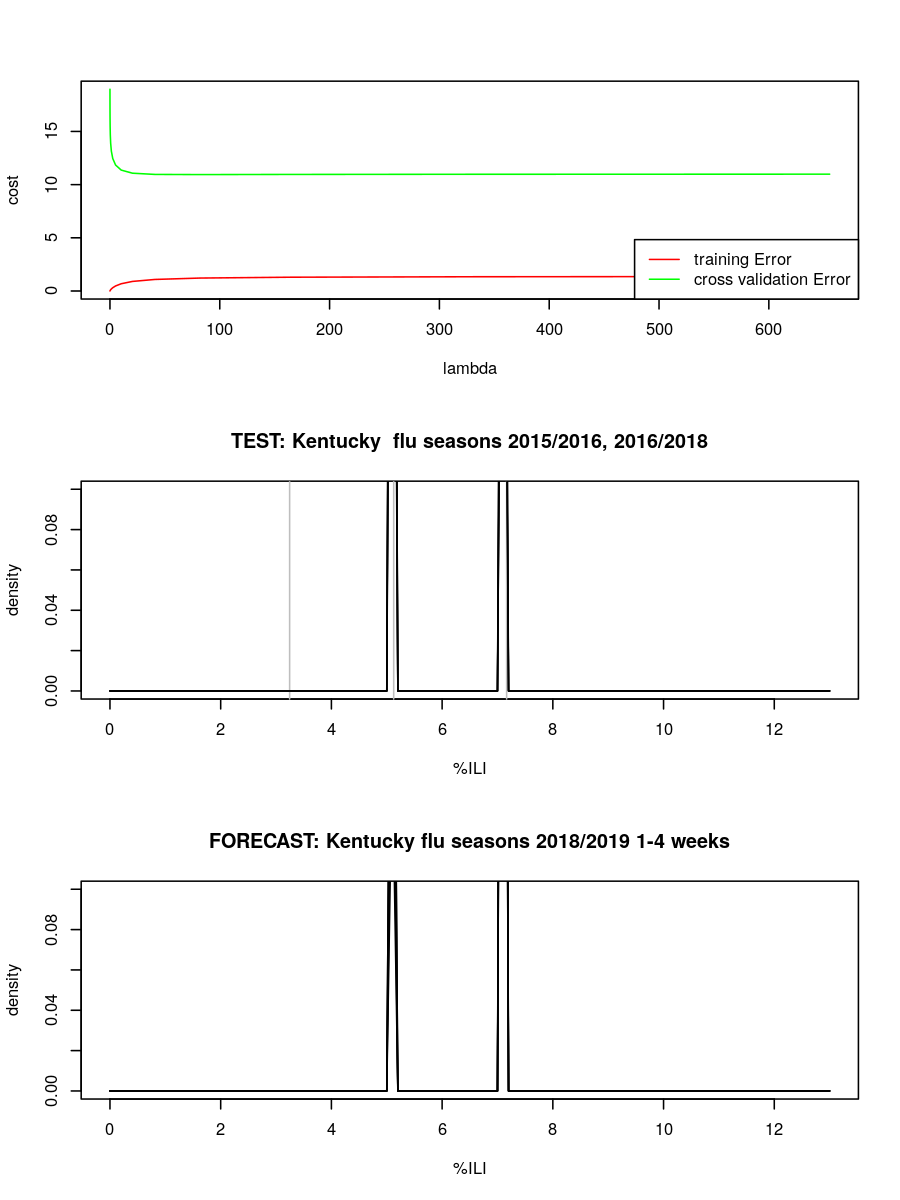 15
10
5
0
cost
training Error
cross validation Error
0 100 200 300 400 500 600
lambda
TEST: Kentucky  flu seasons 2015/2016, 2016/2018
0.08
0.04
0.00
density
0 2 4 6 8 10 12
%ILI
FORECAST: Kentucky flu seasons 2018/2019 1-4 weeks
0.08
0.04
0.00
density
0 2 4 6 8 10 12
%ILI